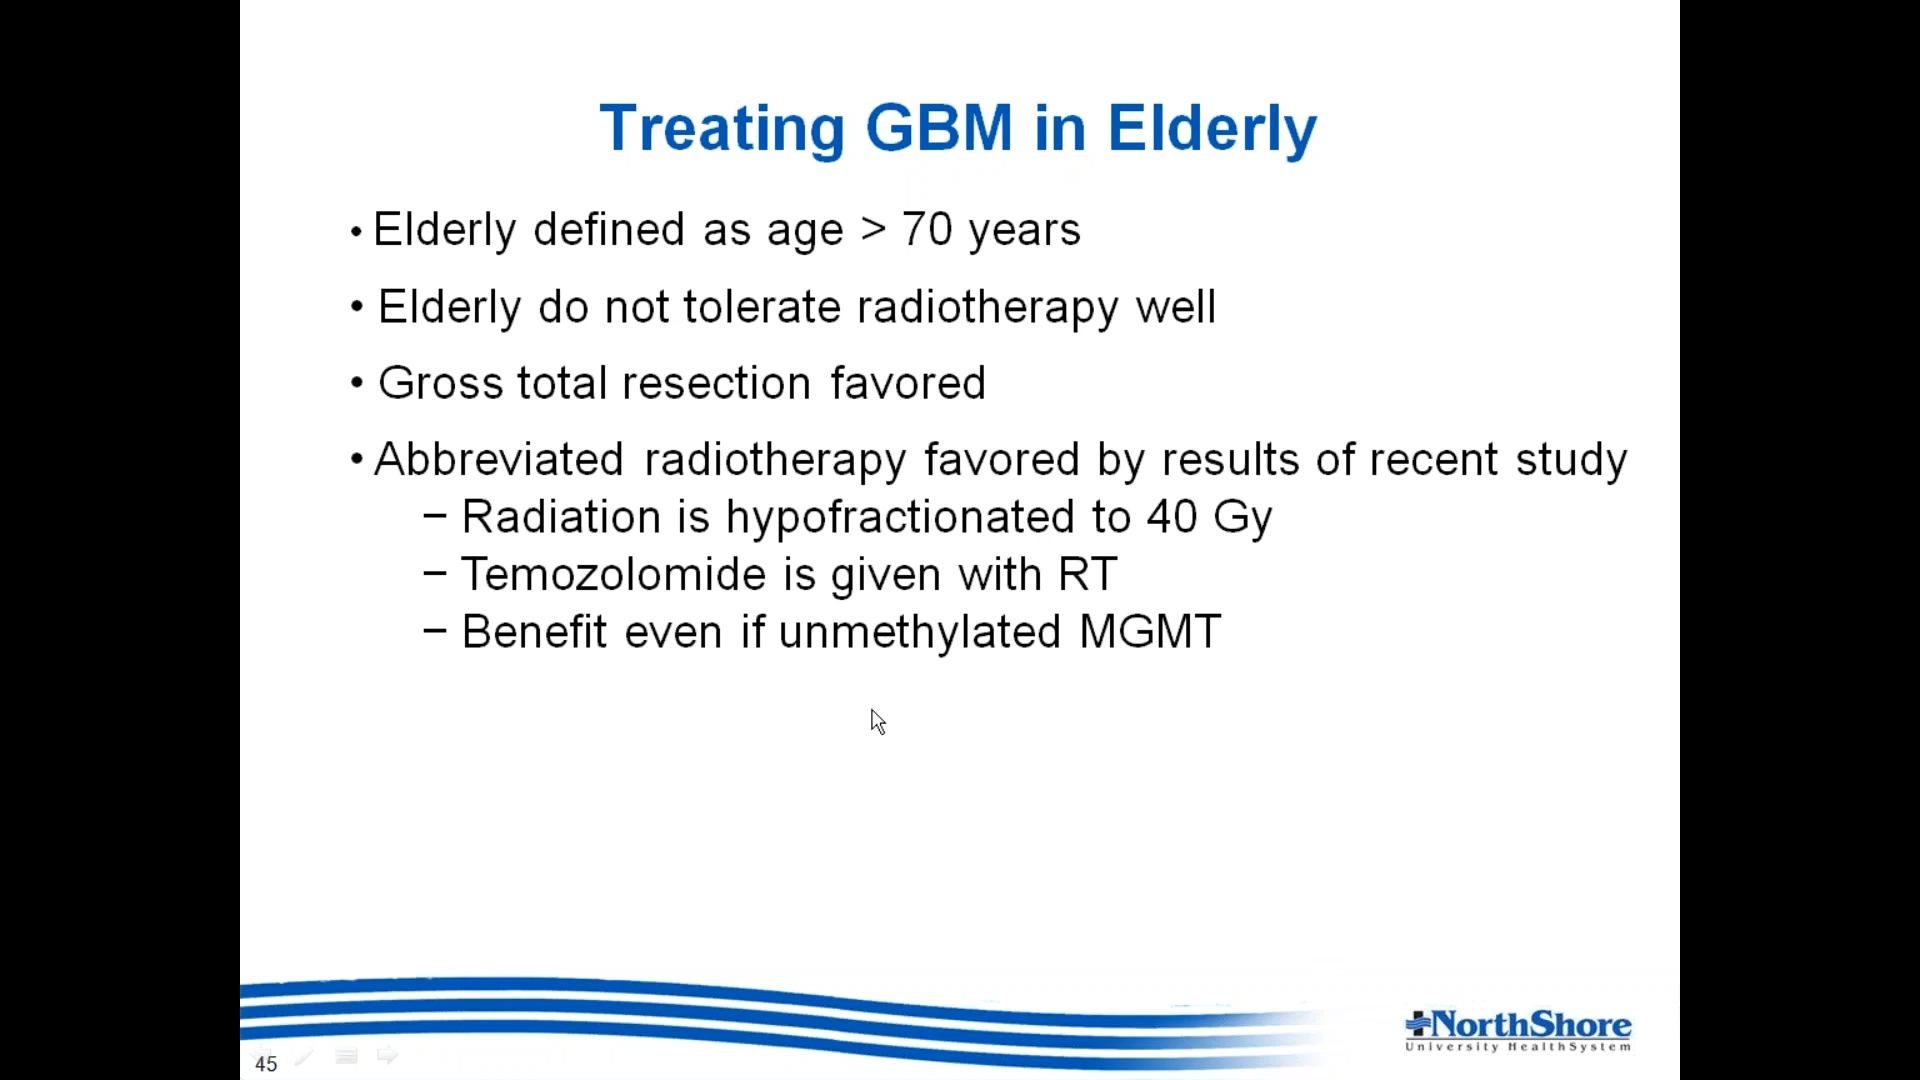 Treating GBM in Elderly
• Elderly defined as age > 70 years
• Elderly do not tolerate radiotherapy well
• Gross total resection favored
• Abbreviated radiotherapy favored by results of recent study
– Radiation is hypofractionated to 40 Gy
– Temozolomide is given with RT
– Benefit even if unmethylated MGMT
NorthShore
University HealthSystem
45